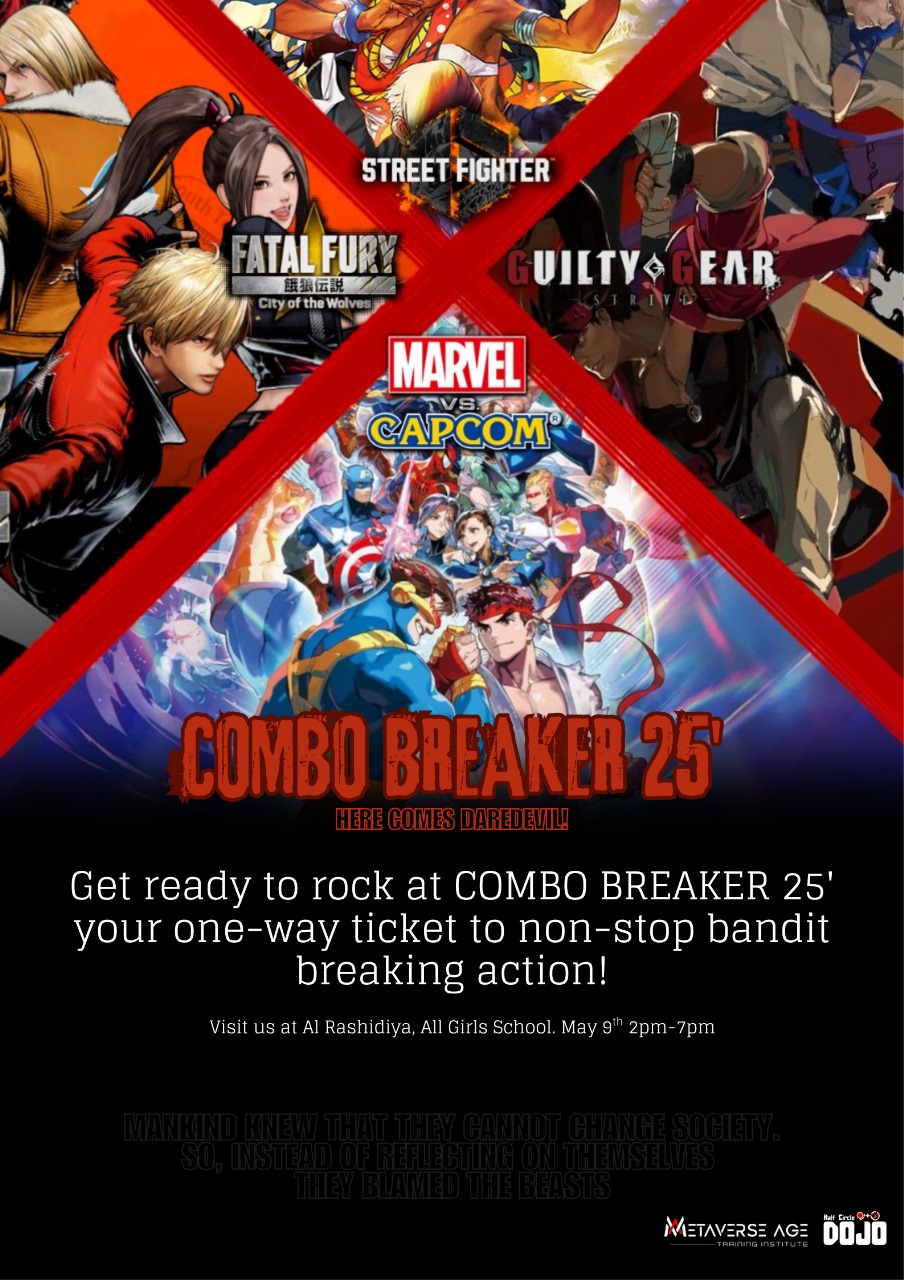 STREET FIGHTER™
FATAL FURY
餓狼伝説
City of the Wolves
GUILTY GEAR
STRIVE
MARVEL
VS.
CAPCOM®
COMBO BREAKER 25'
HERE COMES DAREDEVIL!
Get ready to rock at COMBO BREAKER 25'
your one-way ticket to non-stop bandit
breaking action!
Visit us at Al Rashidiya, All Girls School. May 9th 2pm-7pm
MANKIND KNEW THAT THEY CANNOT CHANGE SOCIETY.
SO, INSTEAD OF REFLECTING ON THEMSELVES
THEY BLAMED THE BEASTS
METAVERSE AGE
TRAINING INSTITUTE
Half Circle
DOJO